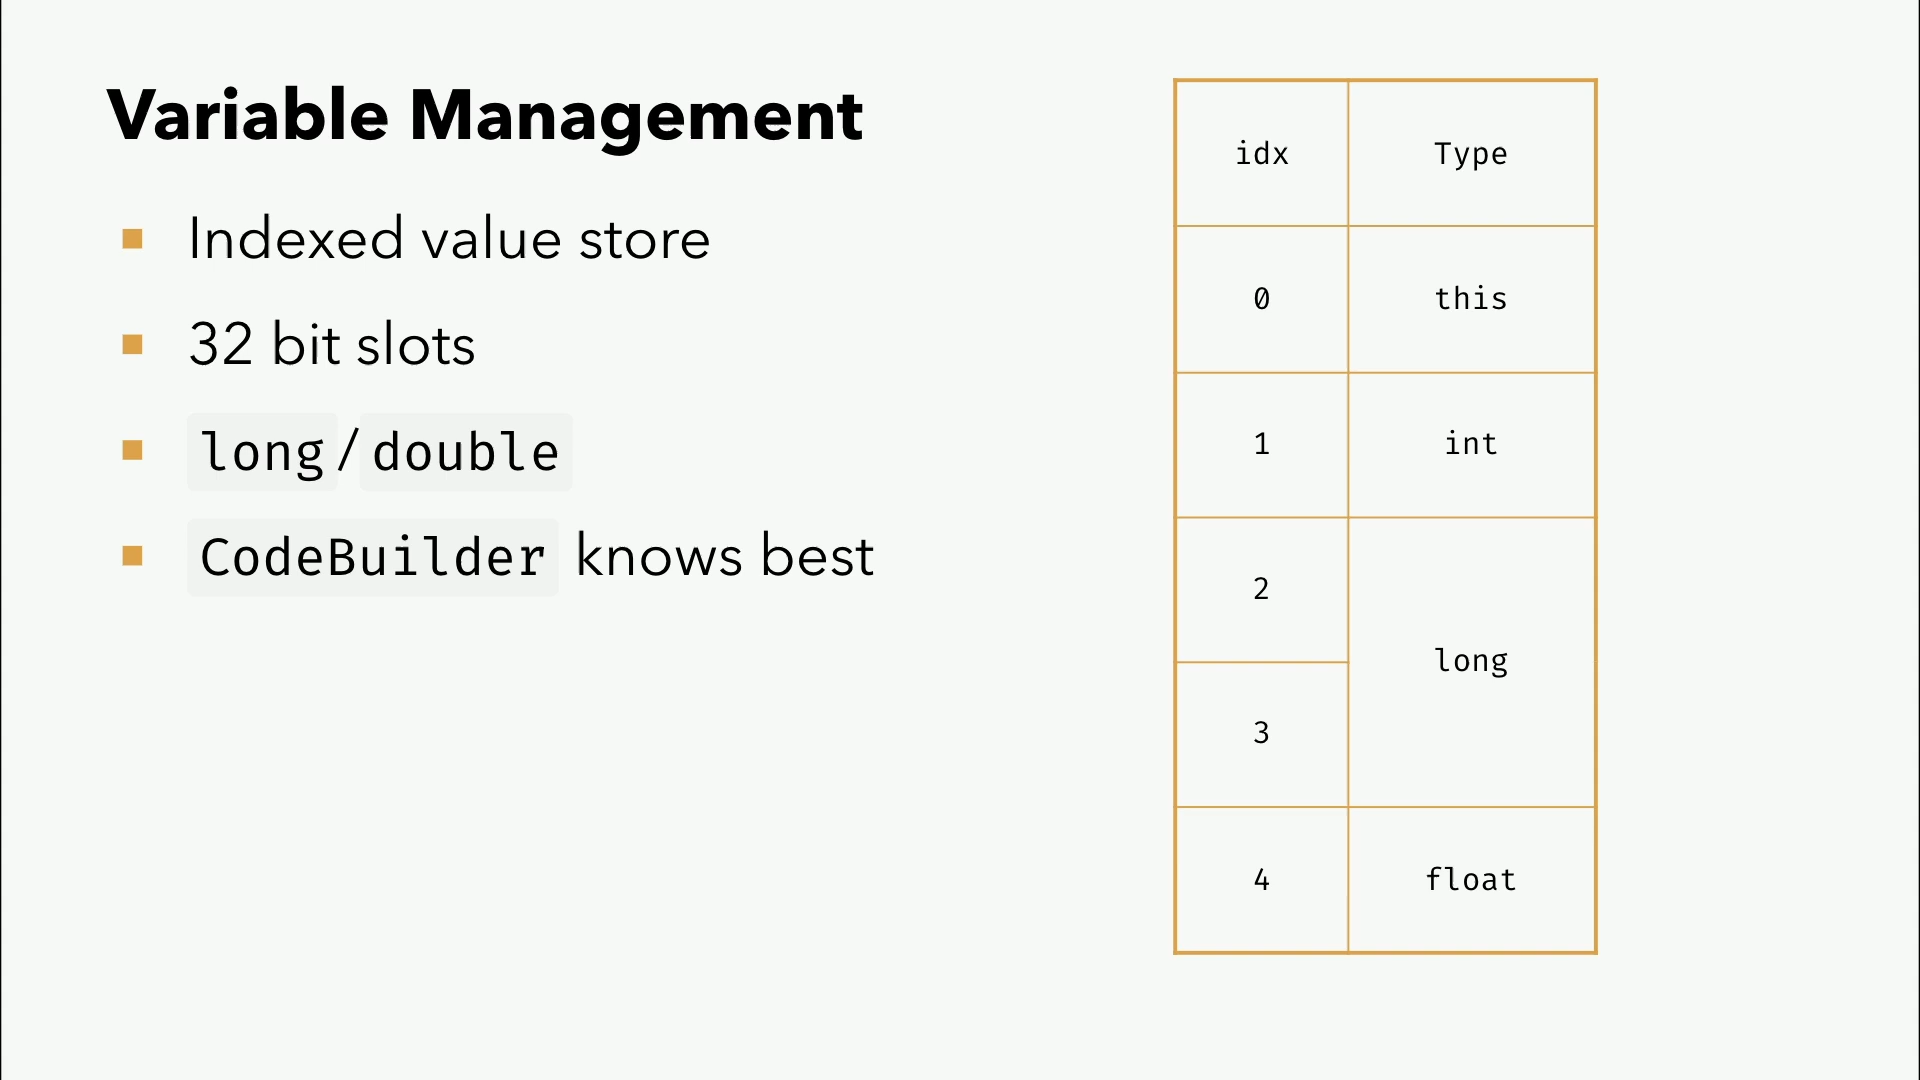 Variable Management
Indexed value store
32 bit slots
long/double
CodeBuilder knows best
idx Type
0 this
1 int
2
long
3
4 float